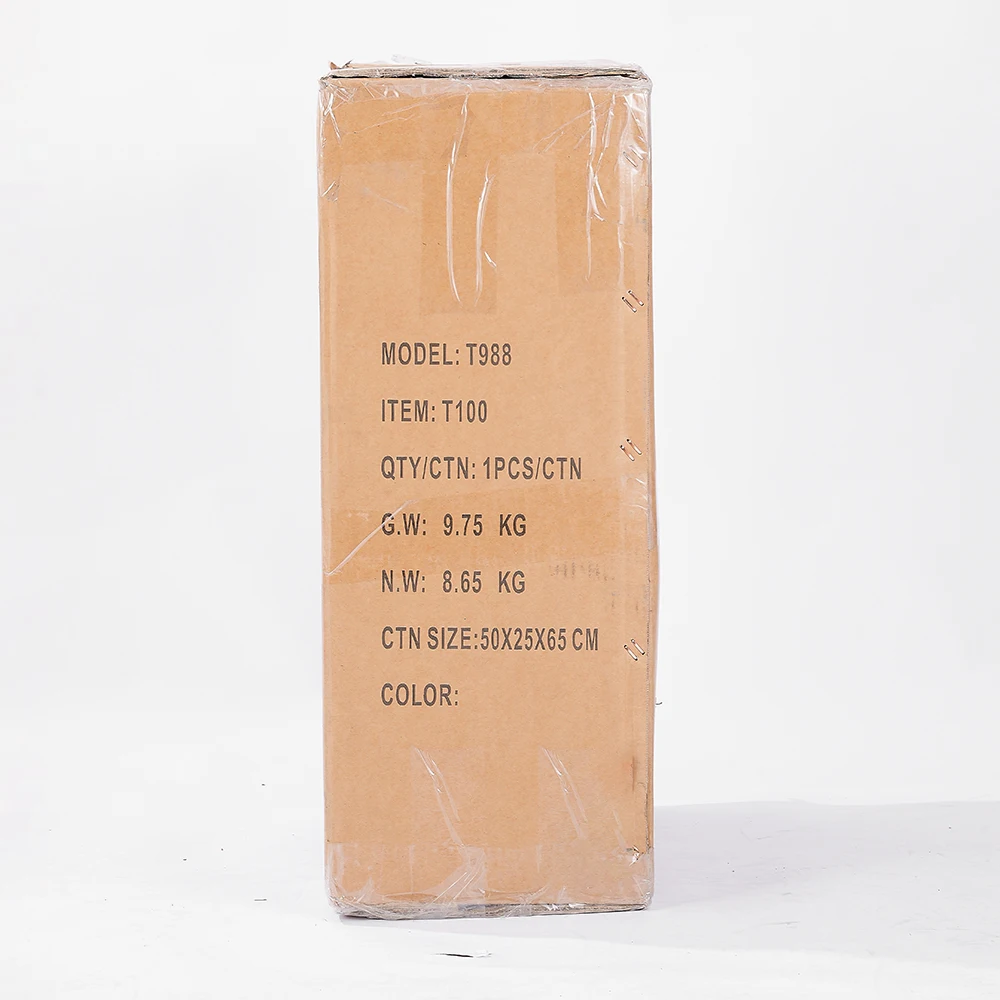 MODEL: T988
ITEM: T100
QTY/CTN: 1PCS/CTN
G.W: 9.75 KG
N.W: 8.65 KG
CTN SIZE:50X25X65 CM
COLOR: